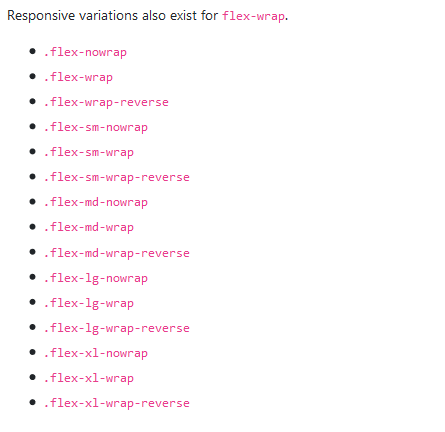 Responsive variations also exist for flex-wrap.
.flex-nowrap
.flex-wrap
.flex-wrap-reverse
.flex-sm-nowrap
.flex-sm-wrap
.flex-sm-wrap-reverse
.flex-md-nowrap
.flex-md-wrap
.flex-md-wrap-reverse
.flex-lg-nowrap
.flex-lg-wrap
.flex-lg-wrap-reverse
.flex-xl-nowrap
.flex-xl-wrap
.flex-xl-wrap-reverse